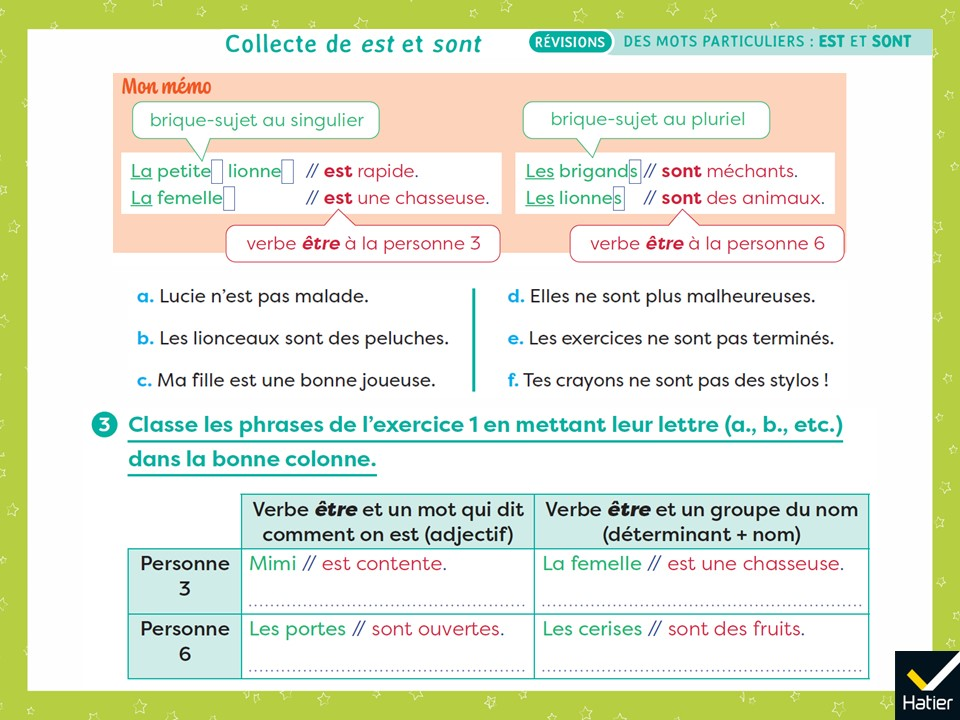 Collecte de est et sont
RÉVISIONS DES MOTS PARTICULIERS : EST ET SONT
Mon mémo
brique-sujet au singulier
La petite lionne // est rapide.
La femelle // est une chasseuse.
verbe être à la personne 3
brique-sujet au pluriel
Les brigands // sont méchants.
Les lionnes // sont des animaux.
verbe être à la personne 6
a. Lucie n'est pas malade.
b. Les lionceaux sont des peluches.
c. Ma fille est une bonne joueuse.
d. Elles ne sont plus malheureuses.
e. Les exercices ne sont pas terminés.
f. Tes crayons ne sont pas des stylos !
3 Classe les phrases de l'exercice 1 en mettant leur lettre (a., b., etc.)
dans la bonne colonne.
Verbe être et un mot qui dit
comment on est (adjectif)
Verbe être et un groupe du nom
(déterminant + nom)
Personne
3
Mimi // est contente.
La femelle // est une chasseuse.
Personne
6
Les portes // sont ouvertes.
Les cerises // sont des fruits.
Hatier